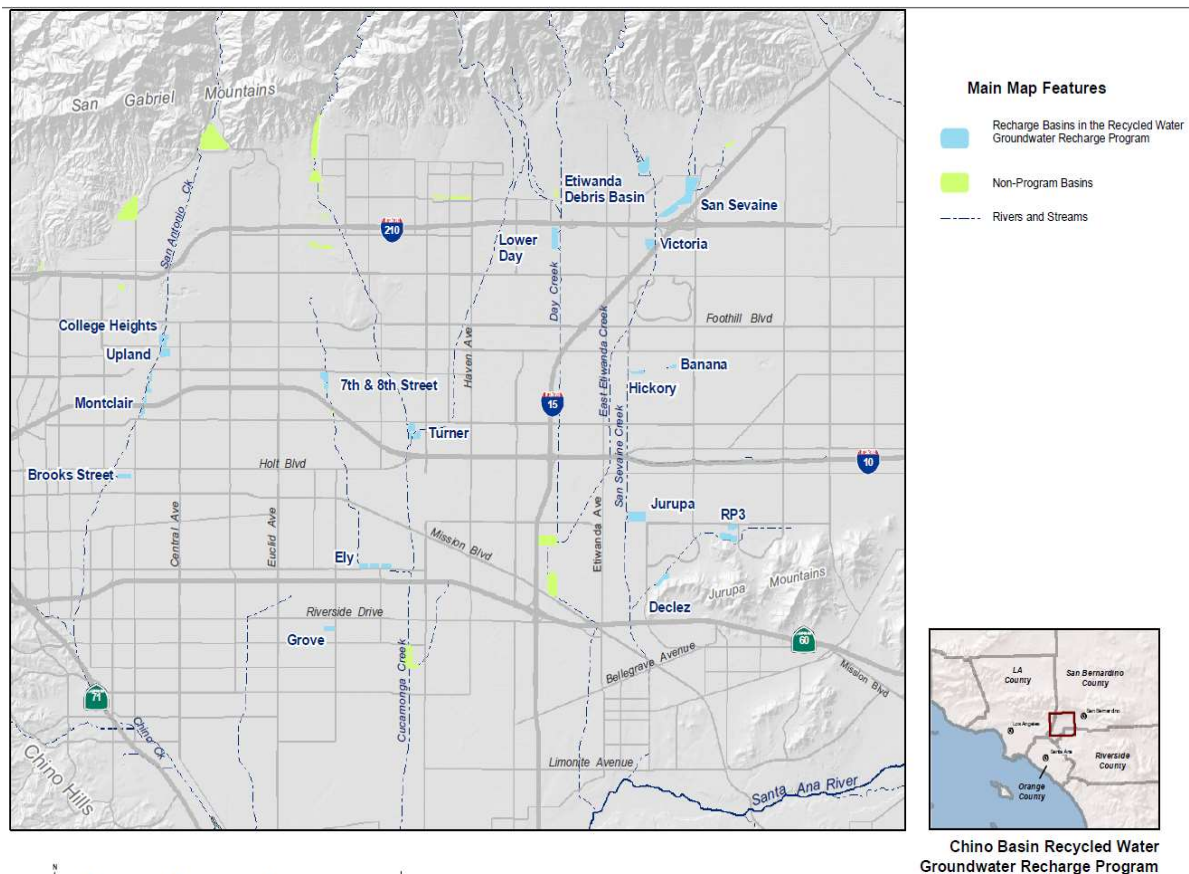 San Gabriel Mountains
San Antonio Ck
210
Etiwanda
Debris Basin
San Sevaine
Lower
Day
Victoria
Day Creek
College Heights
Upland
Montclair
7th & 8th Street
Haven Ave
Foothill Blvd
East Etiwanda Creek
Banana
Hickory
15
Turner
San Sevaine Creek
Brooks Street
Holt Blvd
10
Central Ave
Euclid Ave
Mission Blvd
Etiwanda Ave
Jurupa
RP3
Ely
Jurupa Mountains
Riverside Drive
Declez
Grove
60
Bellegrave Avenue
Mission Blvd
Cucamonga Creek
71
Chino Ck
Chino Hills
Limonite Avenue
Santa Ana River
N
Main Map Features
Recharge Basins in the Recycled Water
Groundwater Recharge Program
Non-Program Basins
Rivers and Streams
LA
County
San Bernardino
County
San Bernardino
Los Angeles
Santa Ana
Riverside
County
Orange
County
Chino Basin Recycled Water
Groundwater Recharge Program